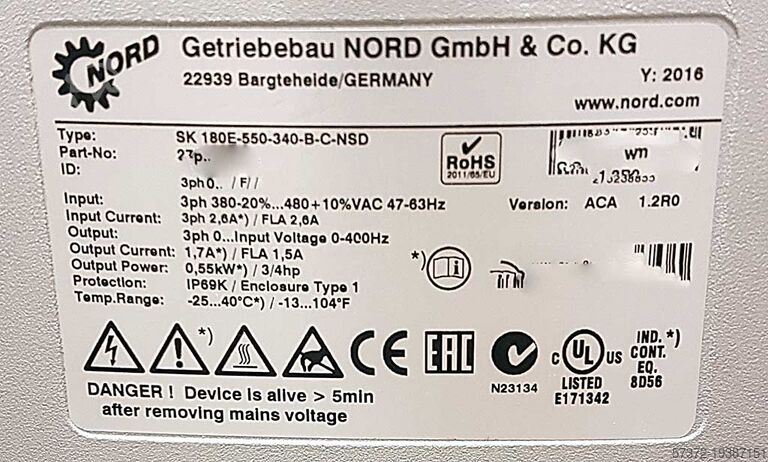 NORD
Getriebebau NORD GmbH & Co. KG
22939 Bargteheide/GERMANY
Y: 2016
www.nord.com
Type: SK 180E-550-340-B-C-NSD
Part-No:
ID:
RoHS
2011/65/EU
wn
3ph 0.. / F/ /
Input: 3ph 380-20%...480+10%VAC 47-63Hz
Version: ACA 1.2R0
Input Current: 3ph 2,6A*) / FLA 2,6A
Output: 3ph 0...Input Voltage 0-400Hz
Output Current: 1,7A*) / FLA 1,5A
*)
Output Power: 0,55kW*) / 3/4hp
Protection: IP69K / Enclosure Type 1
Temp.Range: -25...40°C*) / -13...104°F
*)
CE
EAC
N23134
c UL US
LISTED
E171342
IND. *)
CONT.
EQ.
8D56
DANGER ! Device is alive > 5min
after removing mains voltage
57372-19387151